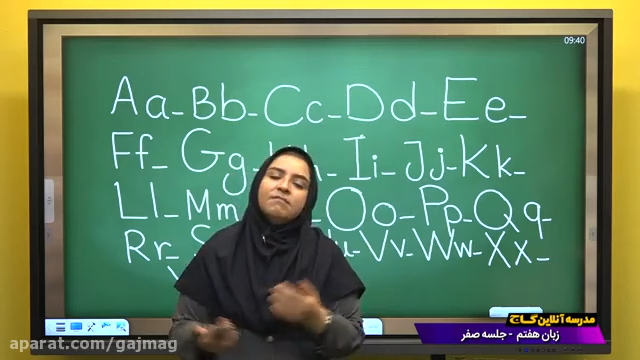 09:40
Aa-Bb-Cc-Dd-Ee-
Ff-Gg- Ii-Jj-Kk-
Ll-Mm Oo-Pp-Qq-
Rr- Vv-Ww-Xx-
مدرسه آنلاین گاج
زبان هفتم - جلسه صفر
aparat.com/gajmag